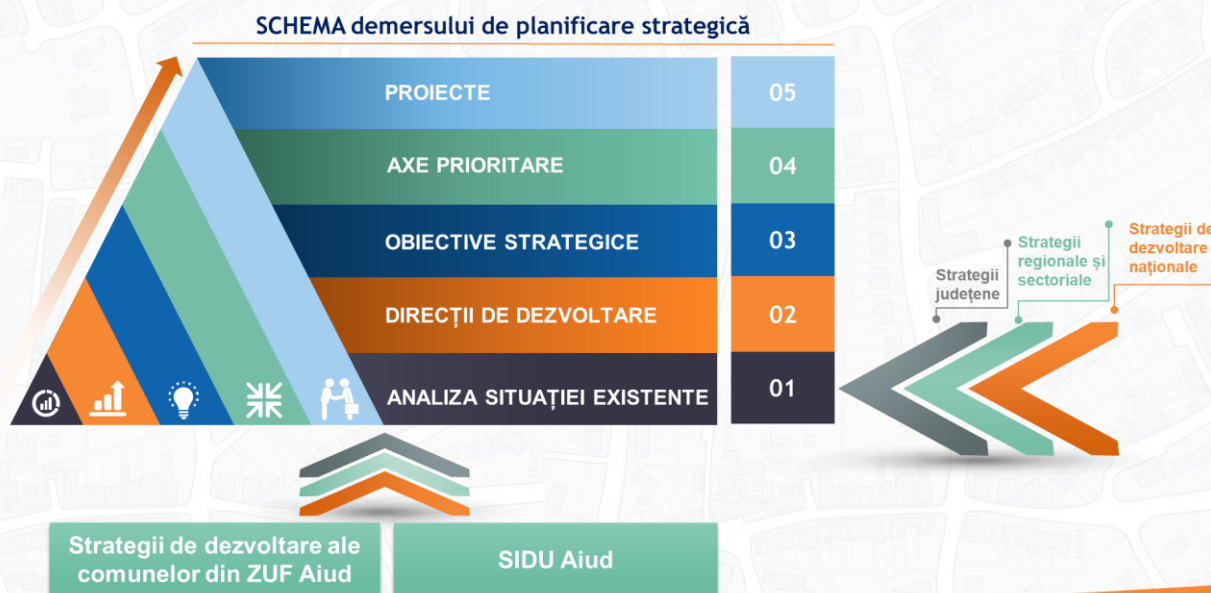 SCHEMA demersului de planificare strategică
PROIECTE 05
AXE PRIORITARE 04
OBIECTIVE STRATEGICE 03
DIRECȚII DE DEZVOLTARE 02
ANALIZA SITUAȚIEI EXISTENTE 01
Strategii
județene
Strategii
regionale și
sectoriale
Strategii de
dezvoltare
naționale
Strategii de dezvoltare ale
comunelor din ZUF Aiud
SIDU Aiud